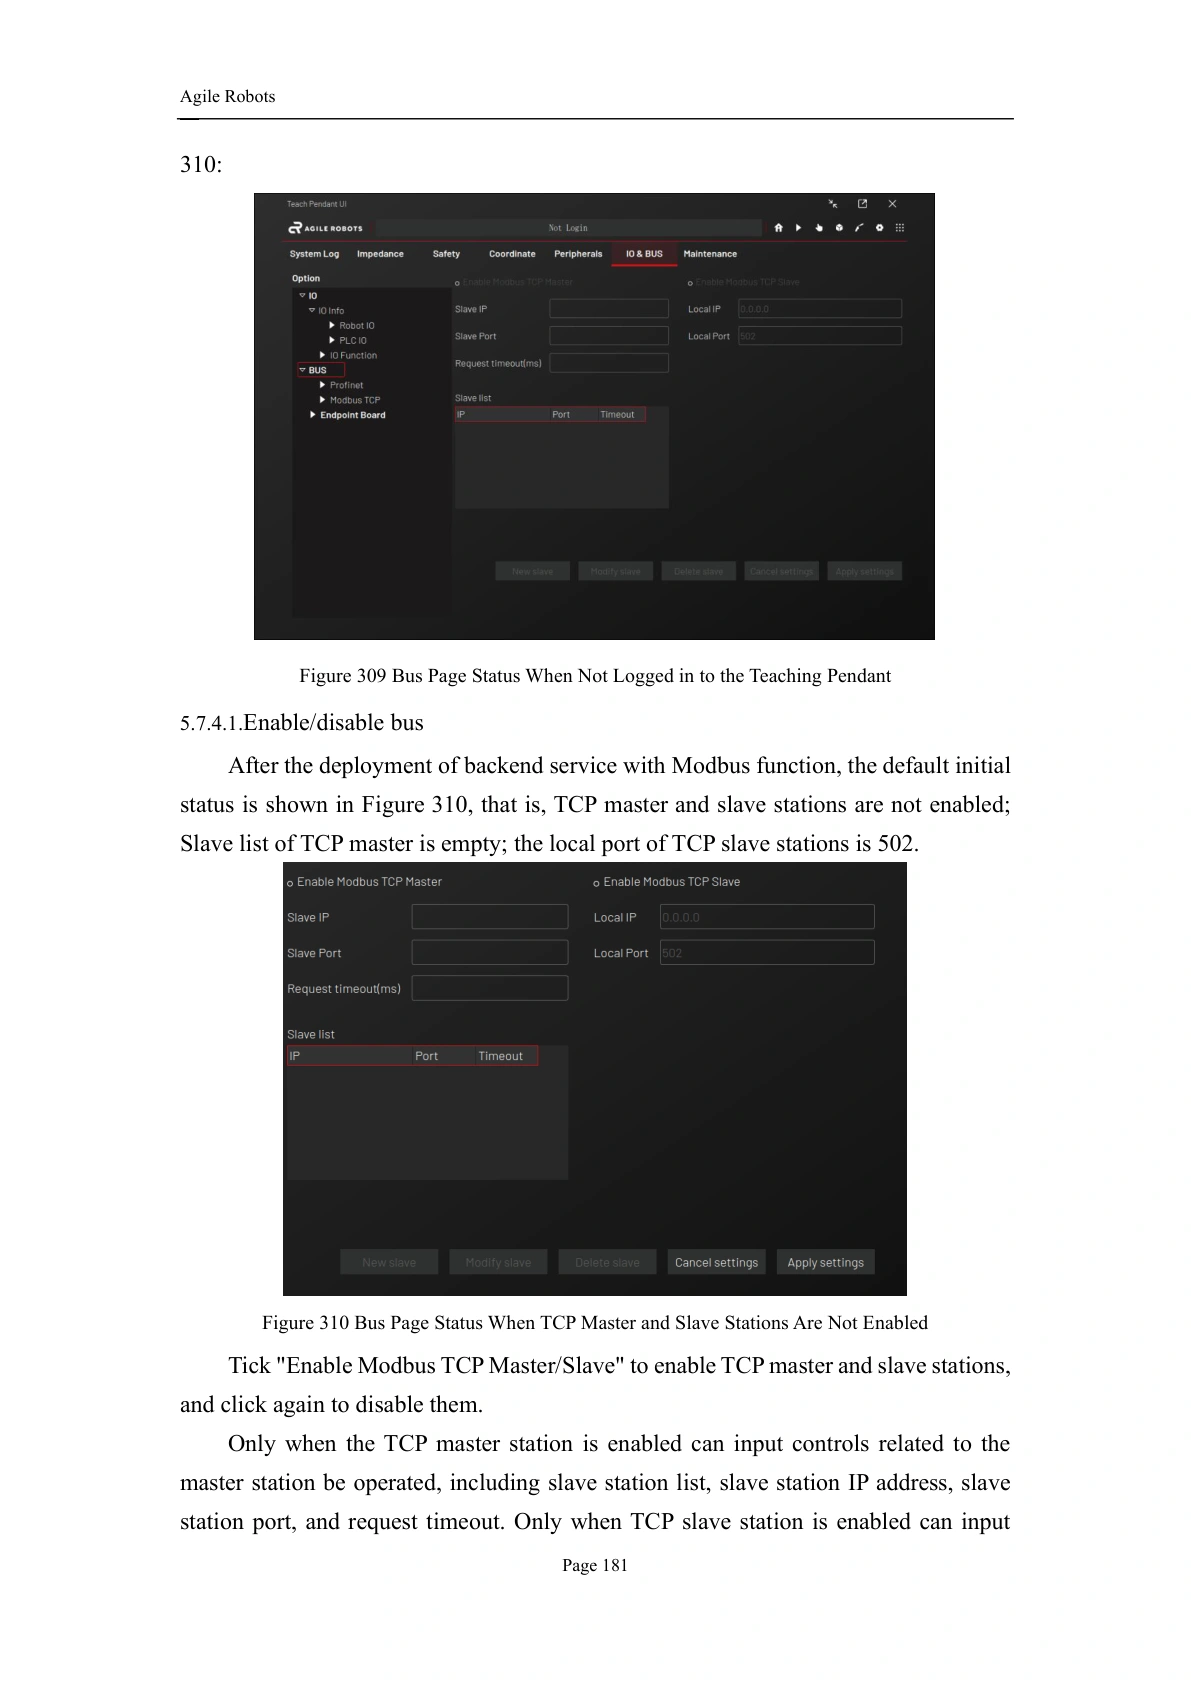 Agile Robots
310:
Teach Pendant UI
AGILE ROBOTS
Not Login
System Log Impedance Safety Coordinate Peripherals IO & BUS Maintenance
Option
IO
IO Info
Robot IO
PLC IO
IO Function
BUS
Profinet
Modbus TCP
Endpoint Board
Enable Modbus TCP Master
Slave IP
Slave Port
Request timeout(ms)
Slave list
IP Port Timeout
Enable Modbus TCP Slave
Local IP 0.0.0.0
Local Port 502
New slave Modify slave Delete slave Cancel settings Apply settings
Figure 309 Bus Page Status When Not Logged in to the Teaching Pendant
5.7.4.1.Enable/disable bus
After the deployment of backend service with Modbus function, the default initial
status is shown in Figure 310, that is, TCP master and slave stations are not enabled;
Slave list of TCP master is empty; the local port of TCP slave stations is 502.
Enable Modbus TCP Master
Slave IP
Slave Port
Request timeout(ms)
Slave list
IP Port Timeout
Enable Modbus TCP Slave
Local IP 0.0.0.0
Local Port 502
New slave Modify slave Delete slave Cancel settings Apply settings
Figure 310 Bus Page Status When TCP Master and Slave Stations Are Not Enabled
Tick "Enable Modbus TCP Master/Slave" to enable TCP master and slave stations,
and click again to disable them.
Only when the TCP master station is enabled can input controls related to the
master station be operated, including slave station list, slave station IP address, slave
station port, and request timeout. Only when TCP slave station is enabled can input
Page 181